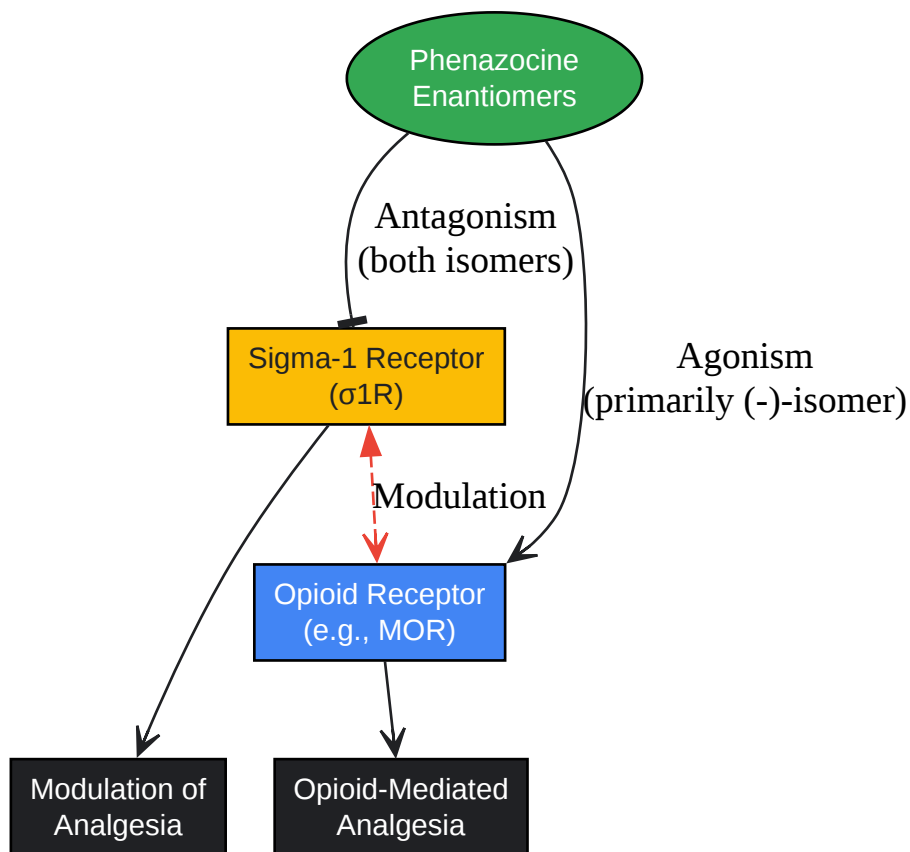 Phenazocine
Enantiomers
Antagonism
(both isomers)
Agonism
(primarily (-)-isomer)
Sigma-1 Receptor
(σ1R)
Modulation
Opioid Receptor
(e.g., MOR)
Modulation of
Analgesia
Opioid-Mediated
Analgesia